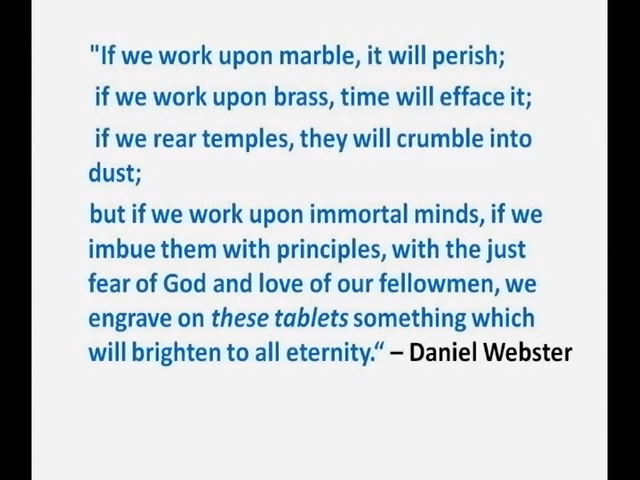 "If we work upon marble, it will perish;
if we work upon brass, time will efface it;
if we rear temples, they will crumble into
dust;
but if we work upon immortal minds, if we
imbue them with principles, with the just
fear of God and love of our fellowmen, we
engrave on these tablets something which
will brighten to all eternity.“ – Daniel Webster